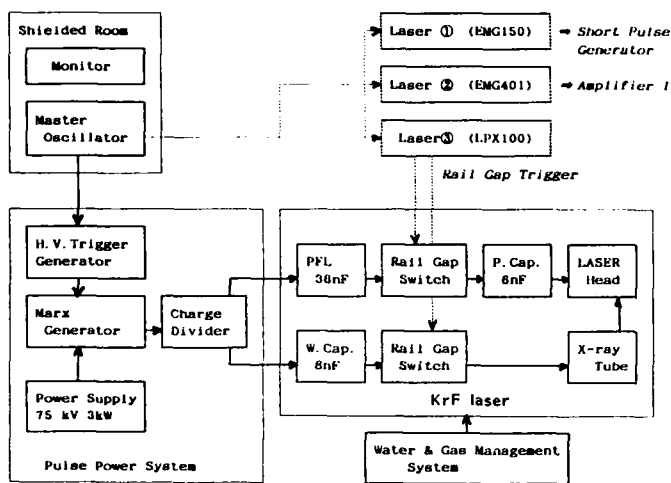 Shielded Room
Monitor
Master
Oscillator
Laser ① (EMG150)
⇒ Short Pulse
Generator
Laser ② (EMG401)
⇒ Amplifier I
Laser③ (LPX100)
Rail Gap Trigger
H.V.Trigger
Generator
Marx
Generator
Charge
Divider
Power Supply
75 kV 3kW
Pulse Power System
PFL
38nF
Rail Gap
Switch
P.Cap.
6nF
LASER
Head
W.Cap.
8nF
Rail Gap
Switch
X-ray
Tube
KrF laser
Water & Gas Management
System